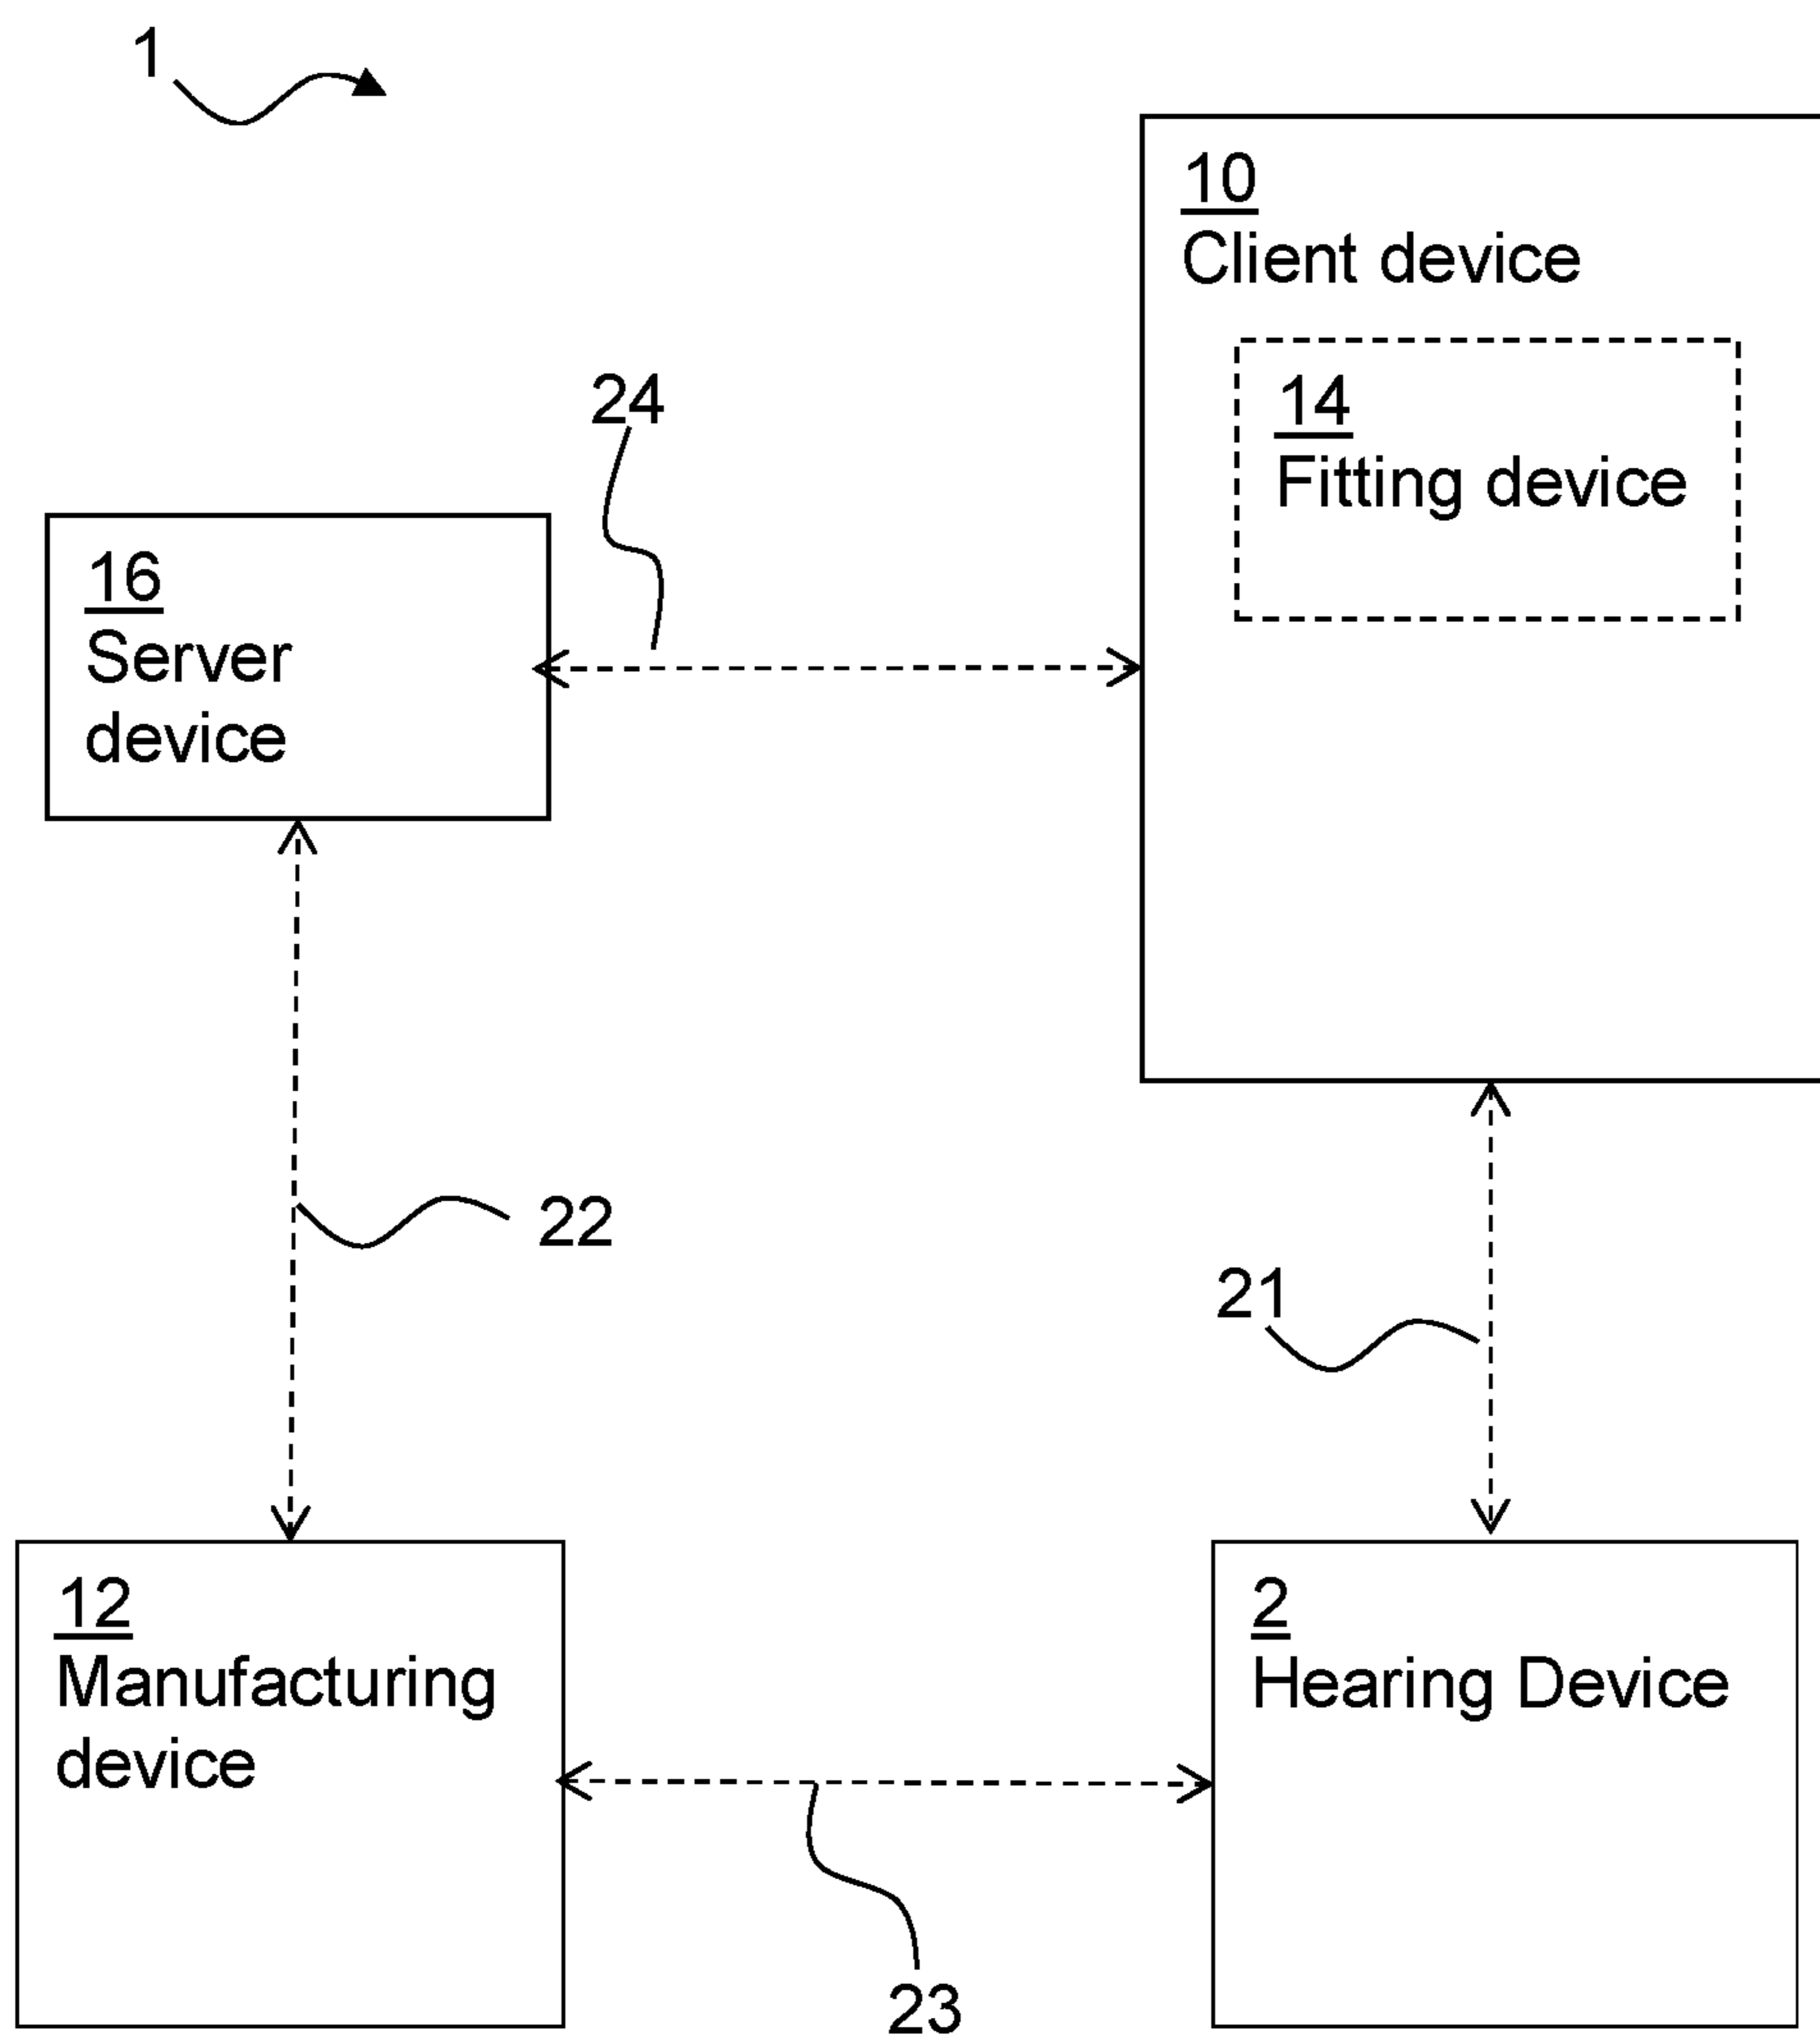 1
10
Client device
14
Fitting device
24
16
Server
device
22
21
12
Manufacturing
device
2
Hearing Device
23